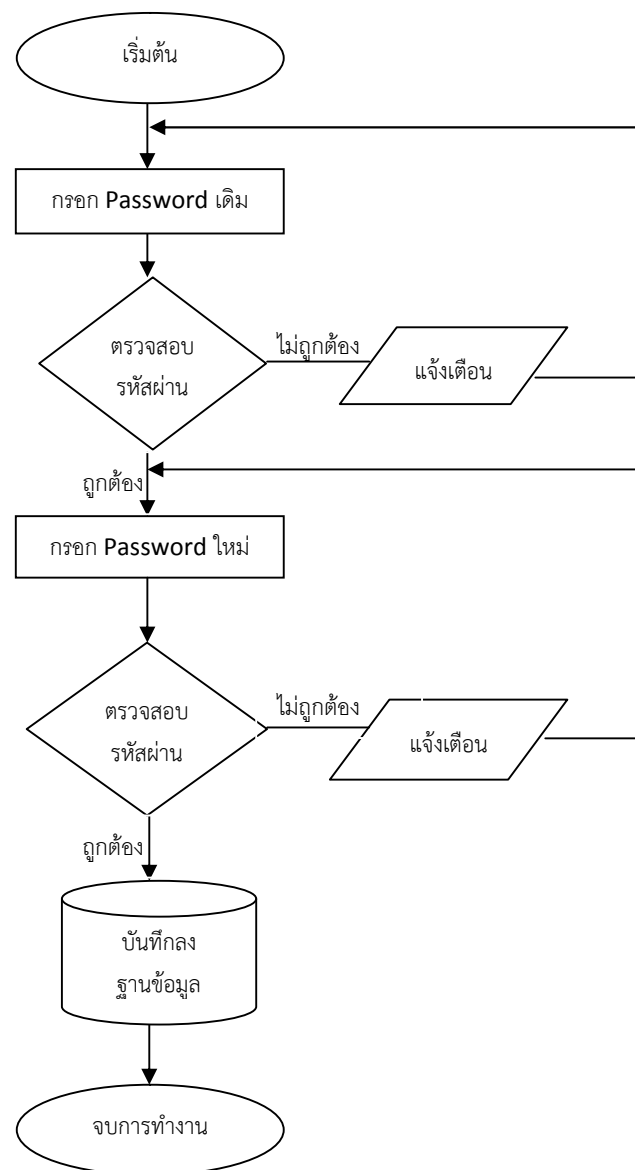 เริ่มต้น
กรอก Password เดิม
ตรวจสอบ
รหัสผ่าน
ไม่ถูกต้อง
แจ้งเตือน
ถูกต้อง
กรอก Password ใหม่
ตรวจสอบ
รหัสผ่าน
ไม่ถูกต้อง
แจ้งเตือน
ถูกต้อง
บันทึกลง
ฐานข้อมูล
จบการทำงาน